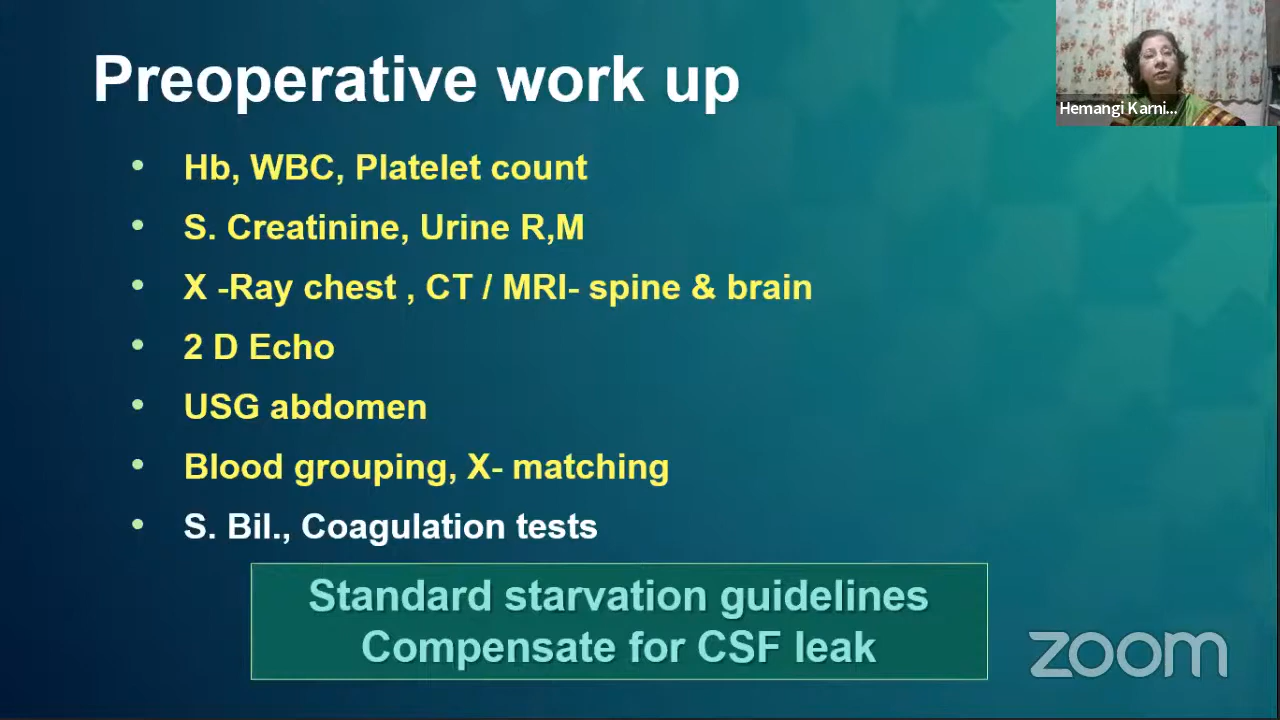 Preoperative work up
Hemangi Karni...
• Hb, WBC, Platelet count
• S. Creatinine, Urine R,M
• X -Ray chest , CT / MRI- spine & brain
• 2 D Echo
• USG abdomen
• Blood grouping, X- matching
• S. Bil., Coagulation tests
Standard starvation guidelines
Compensate for CSF leak
zoom